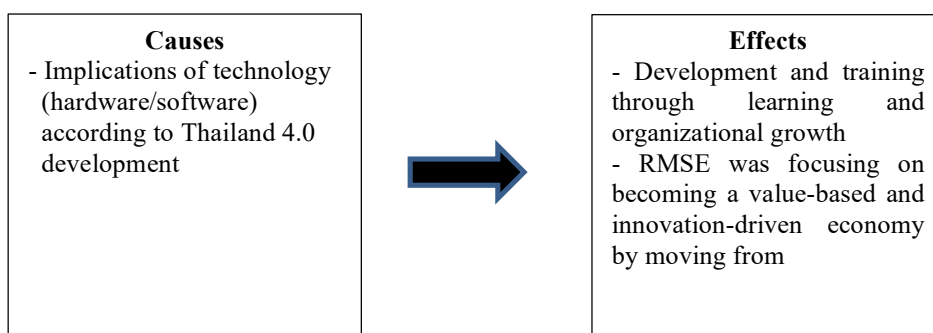 Causes
- Implications of technology
(hardware/software)
according to Thailand 4.0
development
Effects
- Development and training
through learning and
organizational growth
- RMSE was focusing on
becoming a value-based and
innovation-driven economy
by moving from